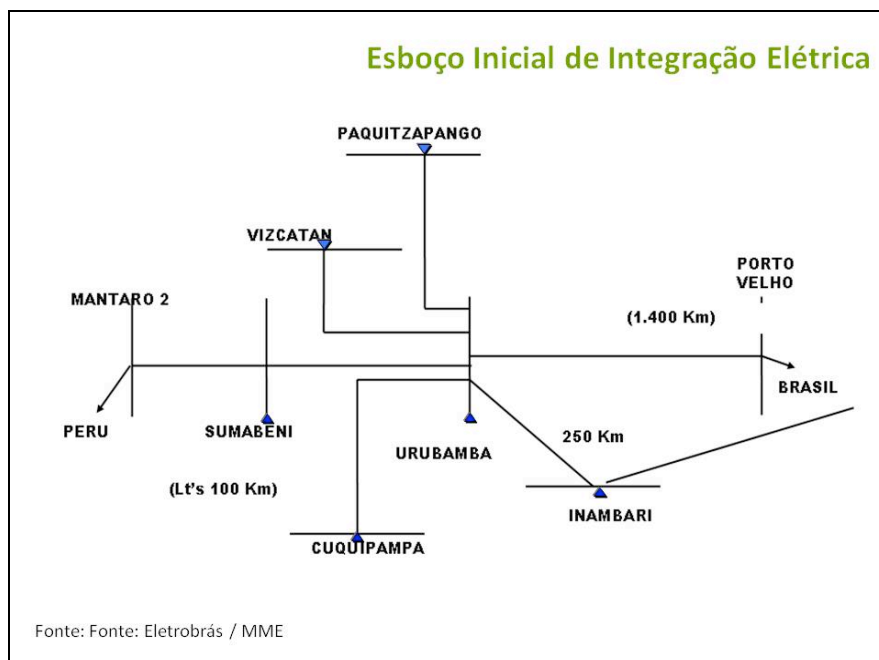 Esboço Inicial de Integração Elétrica
PAQUITZAPANGO
VIZCATAN
PORTO
VELHO
MANTARO 2
(1.400 Km)
BRASIL
PERU
SUMABENI
URUBAMBA
250 Km
(Lt's 100 Km)
INAMBARI
CUQUIPAMPA
Fonte: Fonte: Eletrobrás / MME